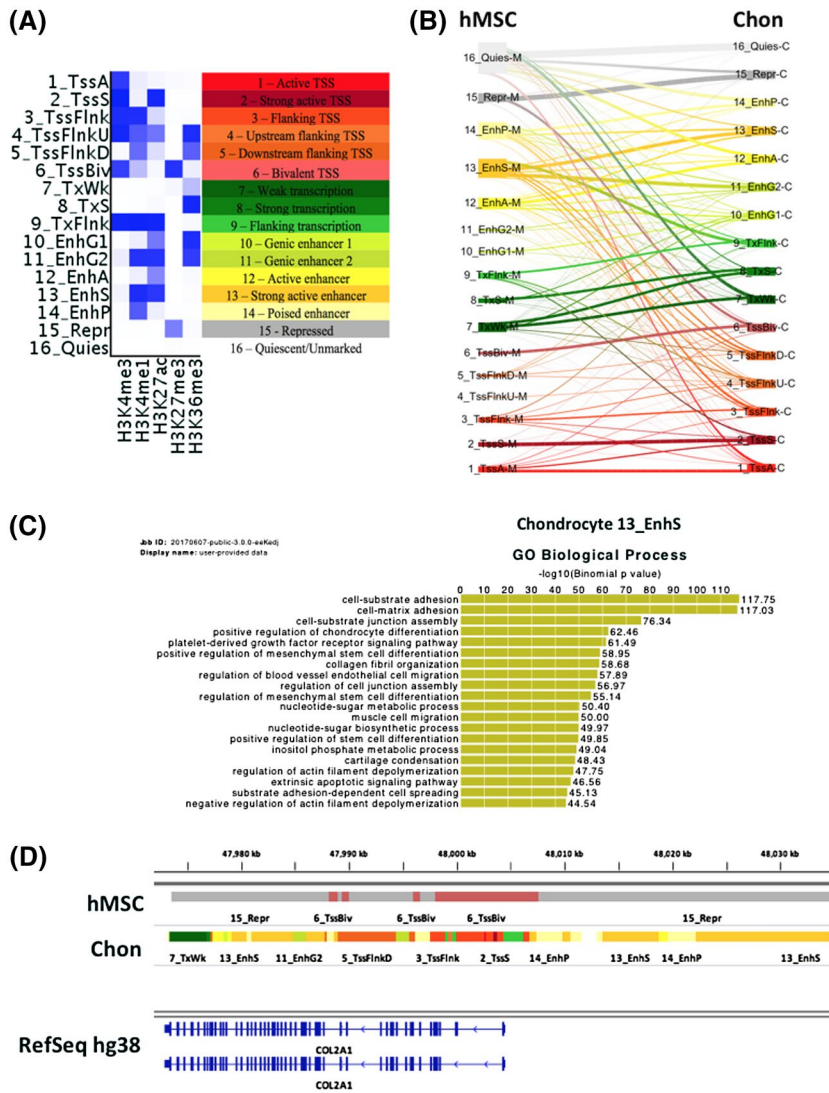 (A)
1_TssA
2_TssS
3_TssFlnk
4_TssFlnkU
5_TssFlnkD
6_TssBiv
7_TxWk
8_TxS
9_TxFlnk
10_EnhG1
11_EnhG2
12_EnhA
13_EnhS
14_EnhP
15_Repr
16_Quies
H3K4me3
H3K4me1
H3K27ac
H3K27me3
H3K36me3
1 – Active TSS
2 – Strong active TSS
3 – Flanking TSS
4 – Upstream flanking TSS
5 – Downstream flanking TSS
6 – Bivalent TSS
7 – Weak transcription
8 – Strong transcription
9 – Flanking transcription
10 – Genic enhancer 1
11 – Genic enhancer 2
12 – Active enhancer
13 – Strong active enhancer
14 – Poised enhancer
15 - Repressed
16 – Quiescent/Unmarked
(B)
hMSC
Chon
16_Quies-M
15_Repr-M
14_EnhP-M
13_EnhS-M
12_EnhA-M
11_EnhG2-M
10_EnhG1-M
9_TxFlnk-M
8_TxS-M
7_TxWk-M
6_TssBiv-M
5_TssFlnkD-M
4_TssFlnkU-M
3_TssFlnk-M
2_TssS-M
1_TssA-M
16_Quies-C
15_Repr-C
14_EnhP-C
13_EnhS-C
12_EnhA-C
11_EnhG2-C
10_EnhG1-C
9_TxFlnk-C
8_TxS-C
7_TxWk-C
6_TssBiv-C
5_TssFlnkD-C
4_TssFlnkU-C
3_TssFlnk-C
2_TssS-C
1_TssA-C
(C)
Job ID: 20170607-public-3.0.0-eeKedj
Display name: user-provided data
Chondrocyte 13_EnhS
GO Biological Process
-log10(Binomial p value)
0 10 20 30 40 50 60 70 80 90 100 110
cell-substrate adhesion 117.75
cell-matrix adhesion 117.03
cell-substrate junction assembly 76.34
positive regulation of chondrocyte differentiation 62.46
platelet-derived growth factor receptor signaling pathway 61.49
positive regulation of mesenchymal stem cell differentiation 58.95
collagen fibril organization 58.68
regulation of blood vessel endothelial cell migration 57.89
regulation of cell junction assembly 56.97
regulation of mesenchymal stem cell differentiation 55.14
nucleotide-sugar metabolic process 50.40
muscle cell migration 50.00
nucleotide-sugar biosynthetic process 49.97
positive regulation of stem cell differentiation 49.85
inositol phosphate metabolic process 49.04
cartilage condensation 48.43
regulation of actin filament depolymerization 47.75
extrinsic apoptotic signaling pathway 46.56
substrate adhesion-dependent cell spreading 45.13
negative regulation of actin filament depolymerization 44.54
(D)
47,980 kb 47,990 kb 48,000 kb 48,010 kb 48,020 kb 48,030 kb
hMSC
15_Repr 6_TssBiv 6_TssBiv 6_TssBiv 15_Repr
Chon
7_TxWk 13_EnhS 11_EnhG2 5_TssFlnkD 3_TssFlnk 2_TssS 14_EnhP 13_EnhS 14_EnhP 13_EnhS
RefSeq hg38
COL2A1
COL2A1